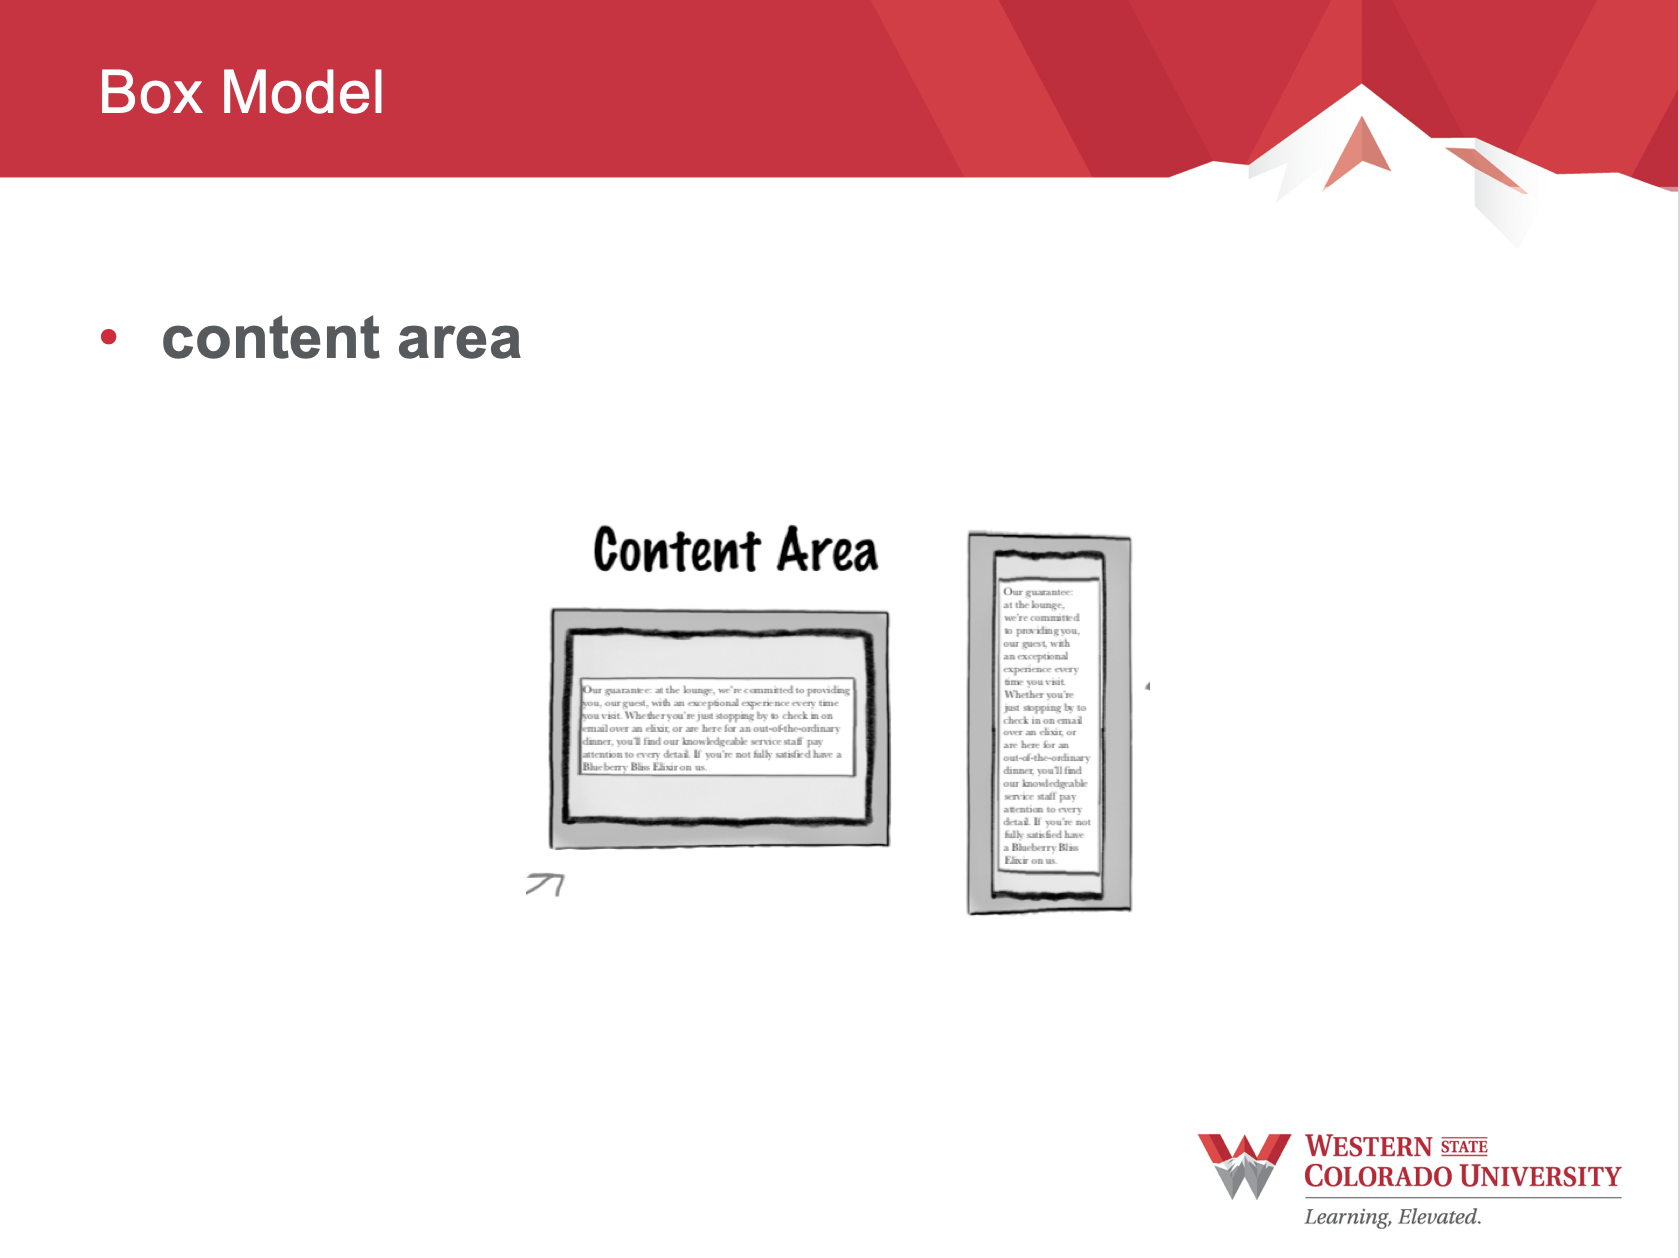 Box Model
• content area
Content Area
Our guarantee: at the lounge, we're committed to providing
you, our guest, with an exceptional experience every time
you visit. Whether you're just stopping by to check in on
email over an elixir, or are here for an out-of-the-ordinary
dinner, you'll find our knowledgeable service staff pay
attention to every detail. If you're not fully satisfied have a
Blueberry Bliss Elixir on us.
Our guarantee:
at the lounge,
we're committed
to providing you,
our guest, with
an exceptional
experience every
time you visit.
Whether you're
just stopping by to
check in on email
over an elixir, or
are here for an
out-of-the-ordinary
dinner, you'll find
our knowledgeable
service staff pay
attention to every
detail. If you're not
fully satisfied have
a Blueberry Bliss
Elixir on us.
WESTERN STATE
COLORADO UNIVERSITY
Learning, Elevated.